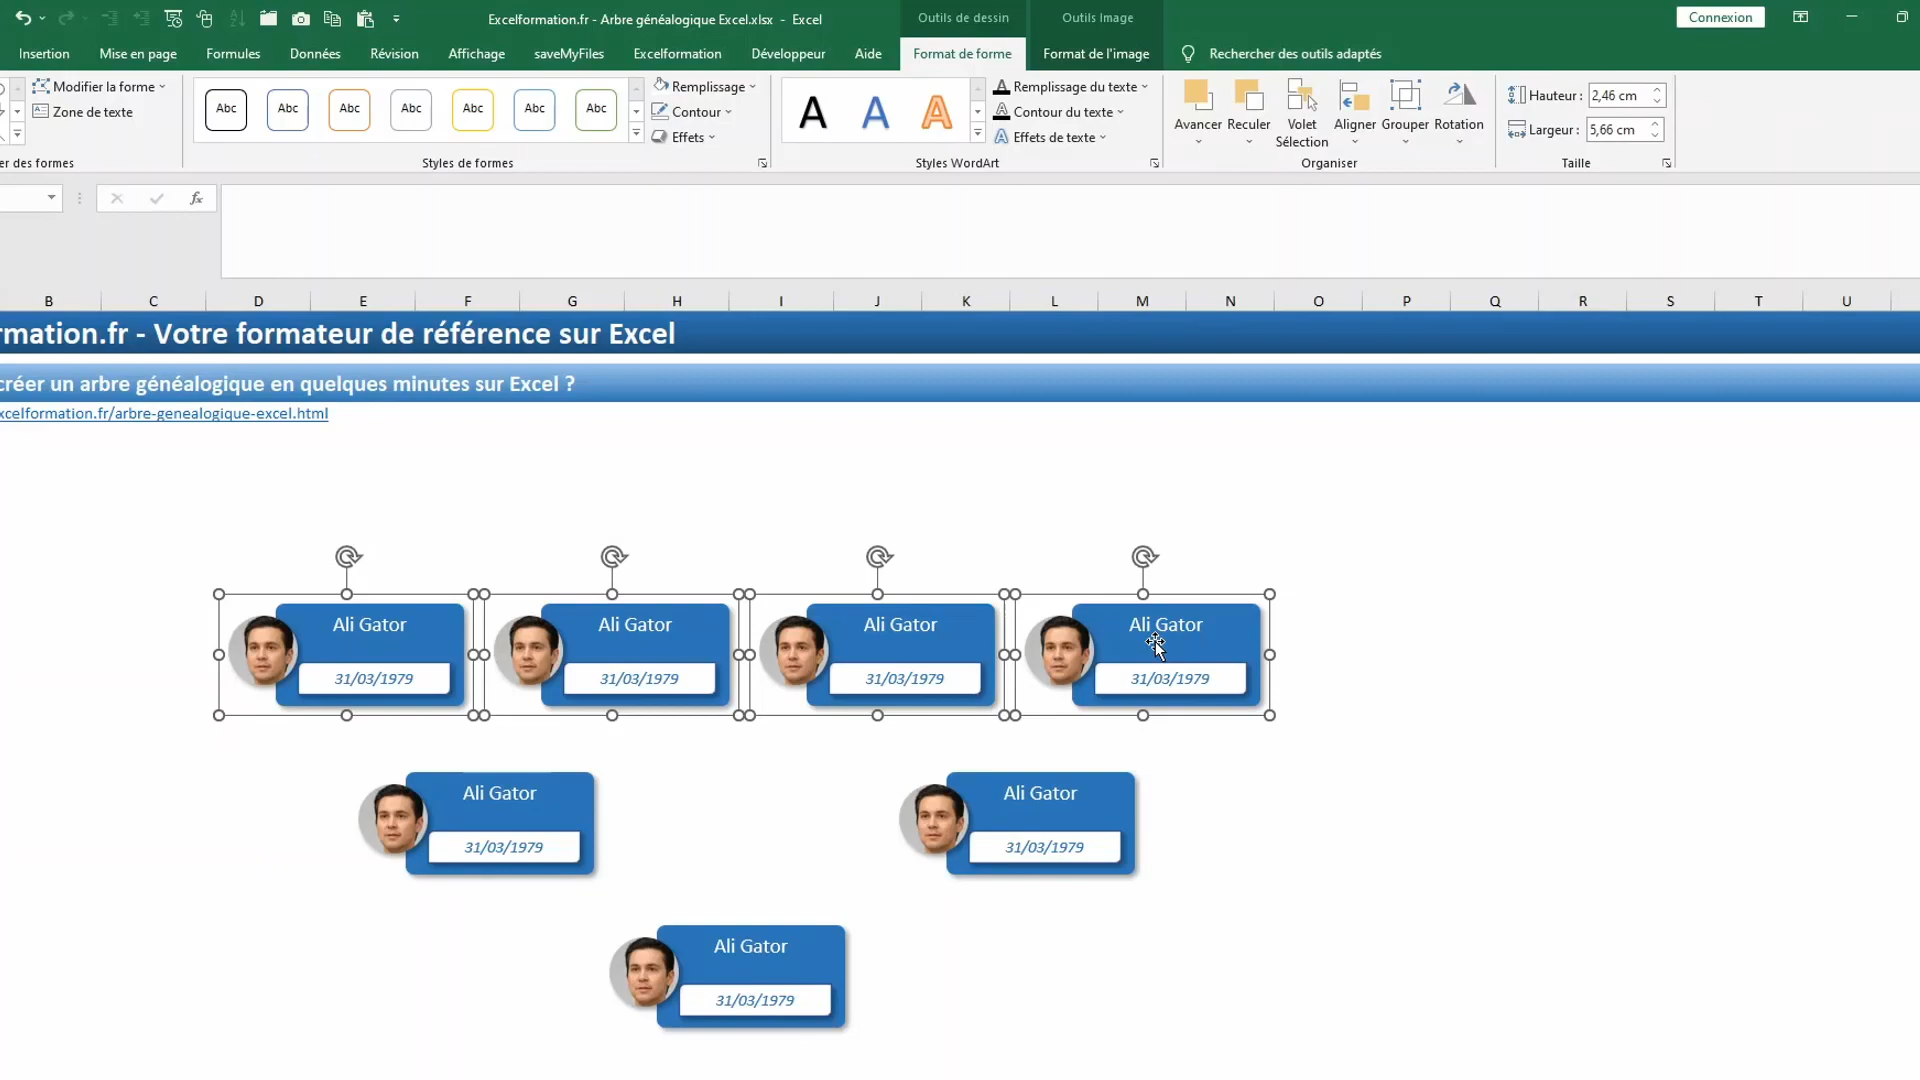 Excelformation.fr - Arbre généalogique Excel.xlsx - Excel
Outils de dessin
Outils Image
Connexion
Insertion
Mise en page
Formules
Données
Révision
Affichage
saveMyFiles
Excelformation
Développeur
Aide
Format de forme
Format de l'image
Rechercher des outils adaptés
Modifier la forme
Zone de texte
er des formes
Abc
Abc
Abc
Abc
Abc
Abc
Abc
Styles de formes
Remplissage
Contour
Effets
A
A
A
Styles WordArt
Remplissage du texte
Contour du texte
Effets de texte
Avancer
Reculer
Volet
Sélection
Aligner
Grouper
Rotation
Organiser
Hauteur :
2,46 cm
Largeur :
5,66 cm
Taille
fx
B
C
D
E
F
G
H
I
J
K
L
M
N
O
P
Q
R
S
T
U
rmation.fr - Votre formateur de référence sur Excel
créer un arbre généalogique en quelques minutes sur Excel ?
xcelformation.fr/arbre-genealogique-excel.html
Ali Gator
31/03/1979
Ali Gator
31/03/1979
Ali Gator
31/03/1979
Ali Gator
31/03/1979
Ali Gator
31/03/1979
Ali Gator
31/03/1979
Ali Gator
31/03/1979